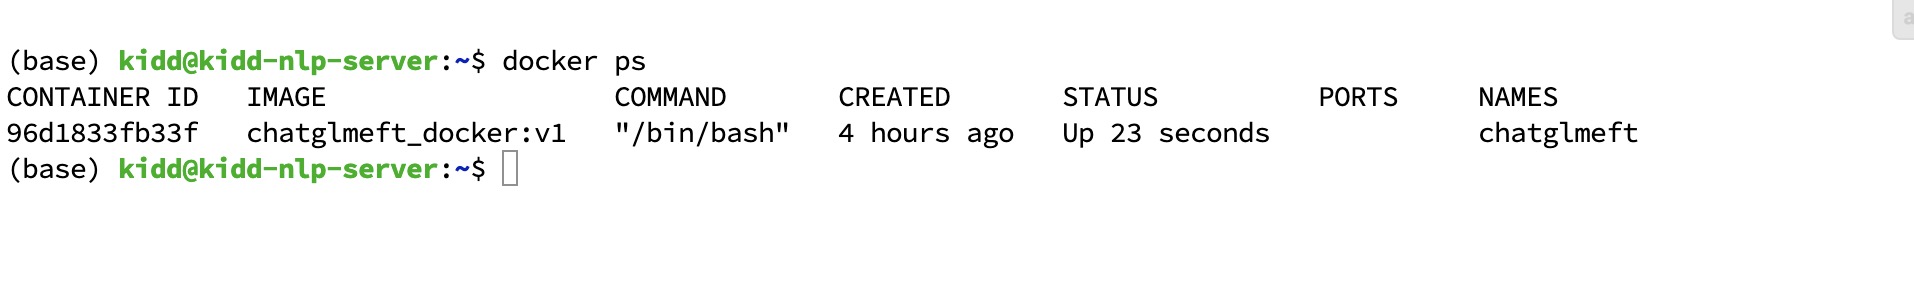 (base) kidd@kidd-nlp-server:~$ docker ps
CONTAINER ID   IMAGE                  COMMAND       CREATED       STATUS          PORTS     NAMES
96d1833fb33f   chatglmeft_docker:v1   "/bin/bash"   4 hours ago   Up 23 seconds             chatglmeft
(base) kidd@kidd-nlp-server:~$